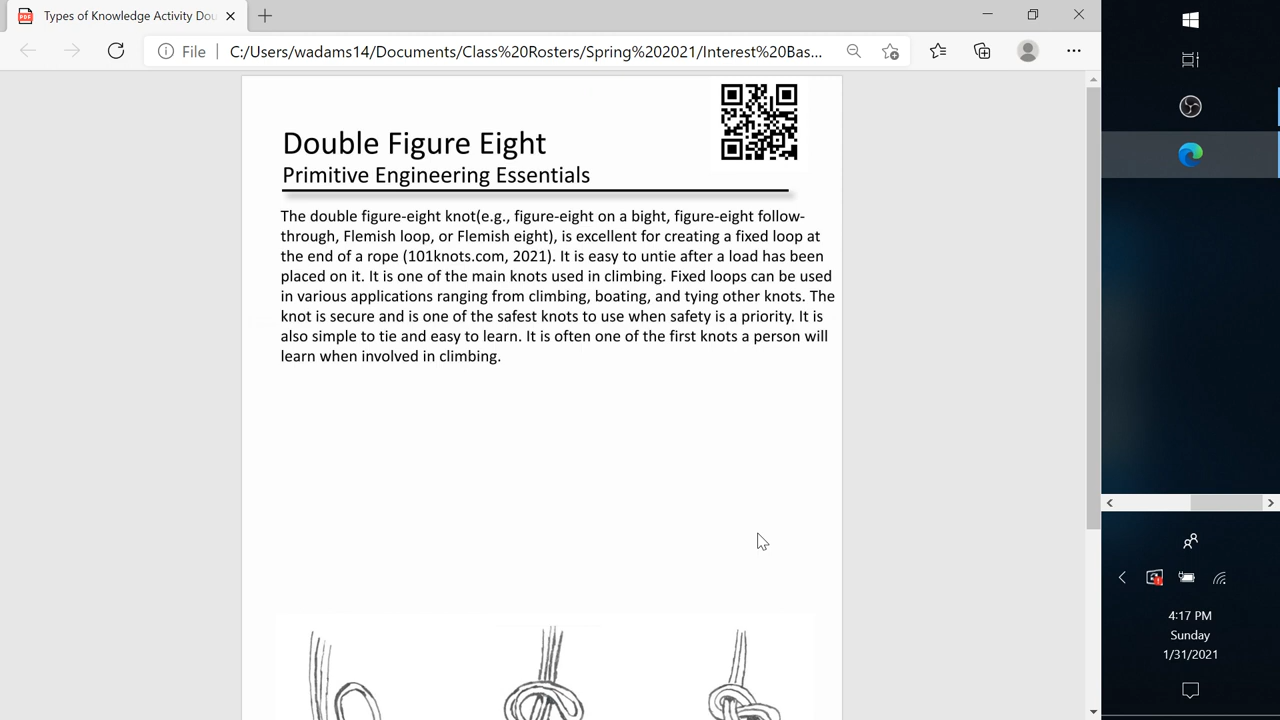 Types of Knowledge Activity Dou
File
C:/Users/wadams14/Documents/Class%20Rosters/Spring%202021/Interest%20Bas...
Double Figure Eight
Primitive Engineering Essentials
The double figure-eight knot(e.g., figure-eight on a bight, figure-eight follow-
through, Flemish loop, or Flemish eight), is excellent for creating a fixed loop at
the end of a rope (101knots.com, 2021). It is easy to untie after a load has been
placed on it. It is one of the main knots used in climbing. Fixed loops can be used
in various applications ranging from climbing, boating, and tying other knots. The
knot is secure and is one of the safest knots to use when safety is a priority. It is
also simple to tie and easy to learn. It is often one of the first knots a person will
learn when involved in climbing.
4:17 PM
Sunday
1/31/2021